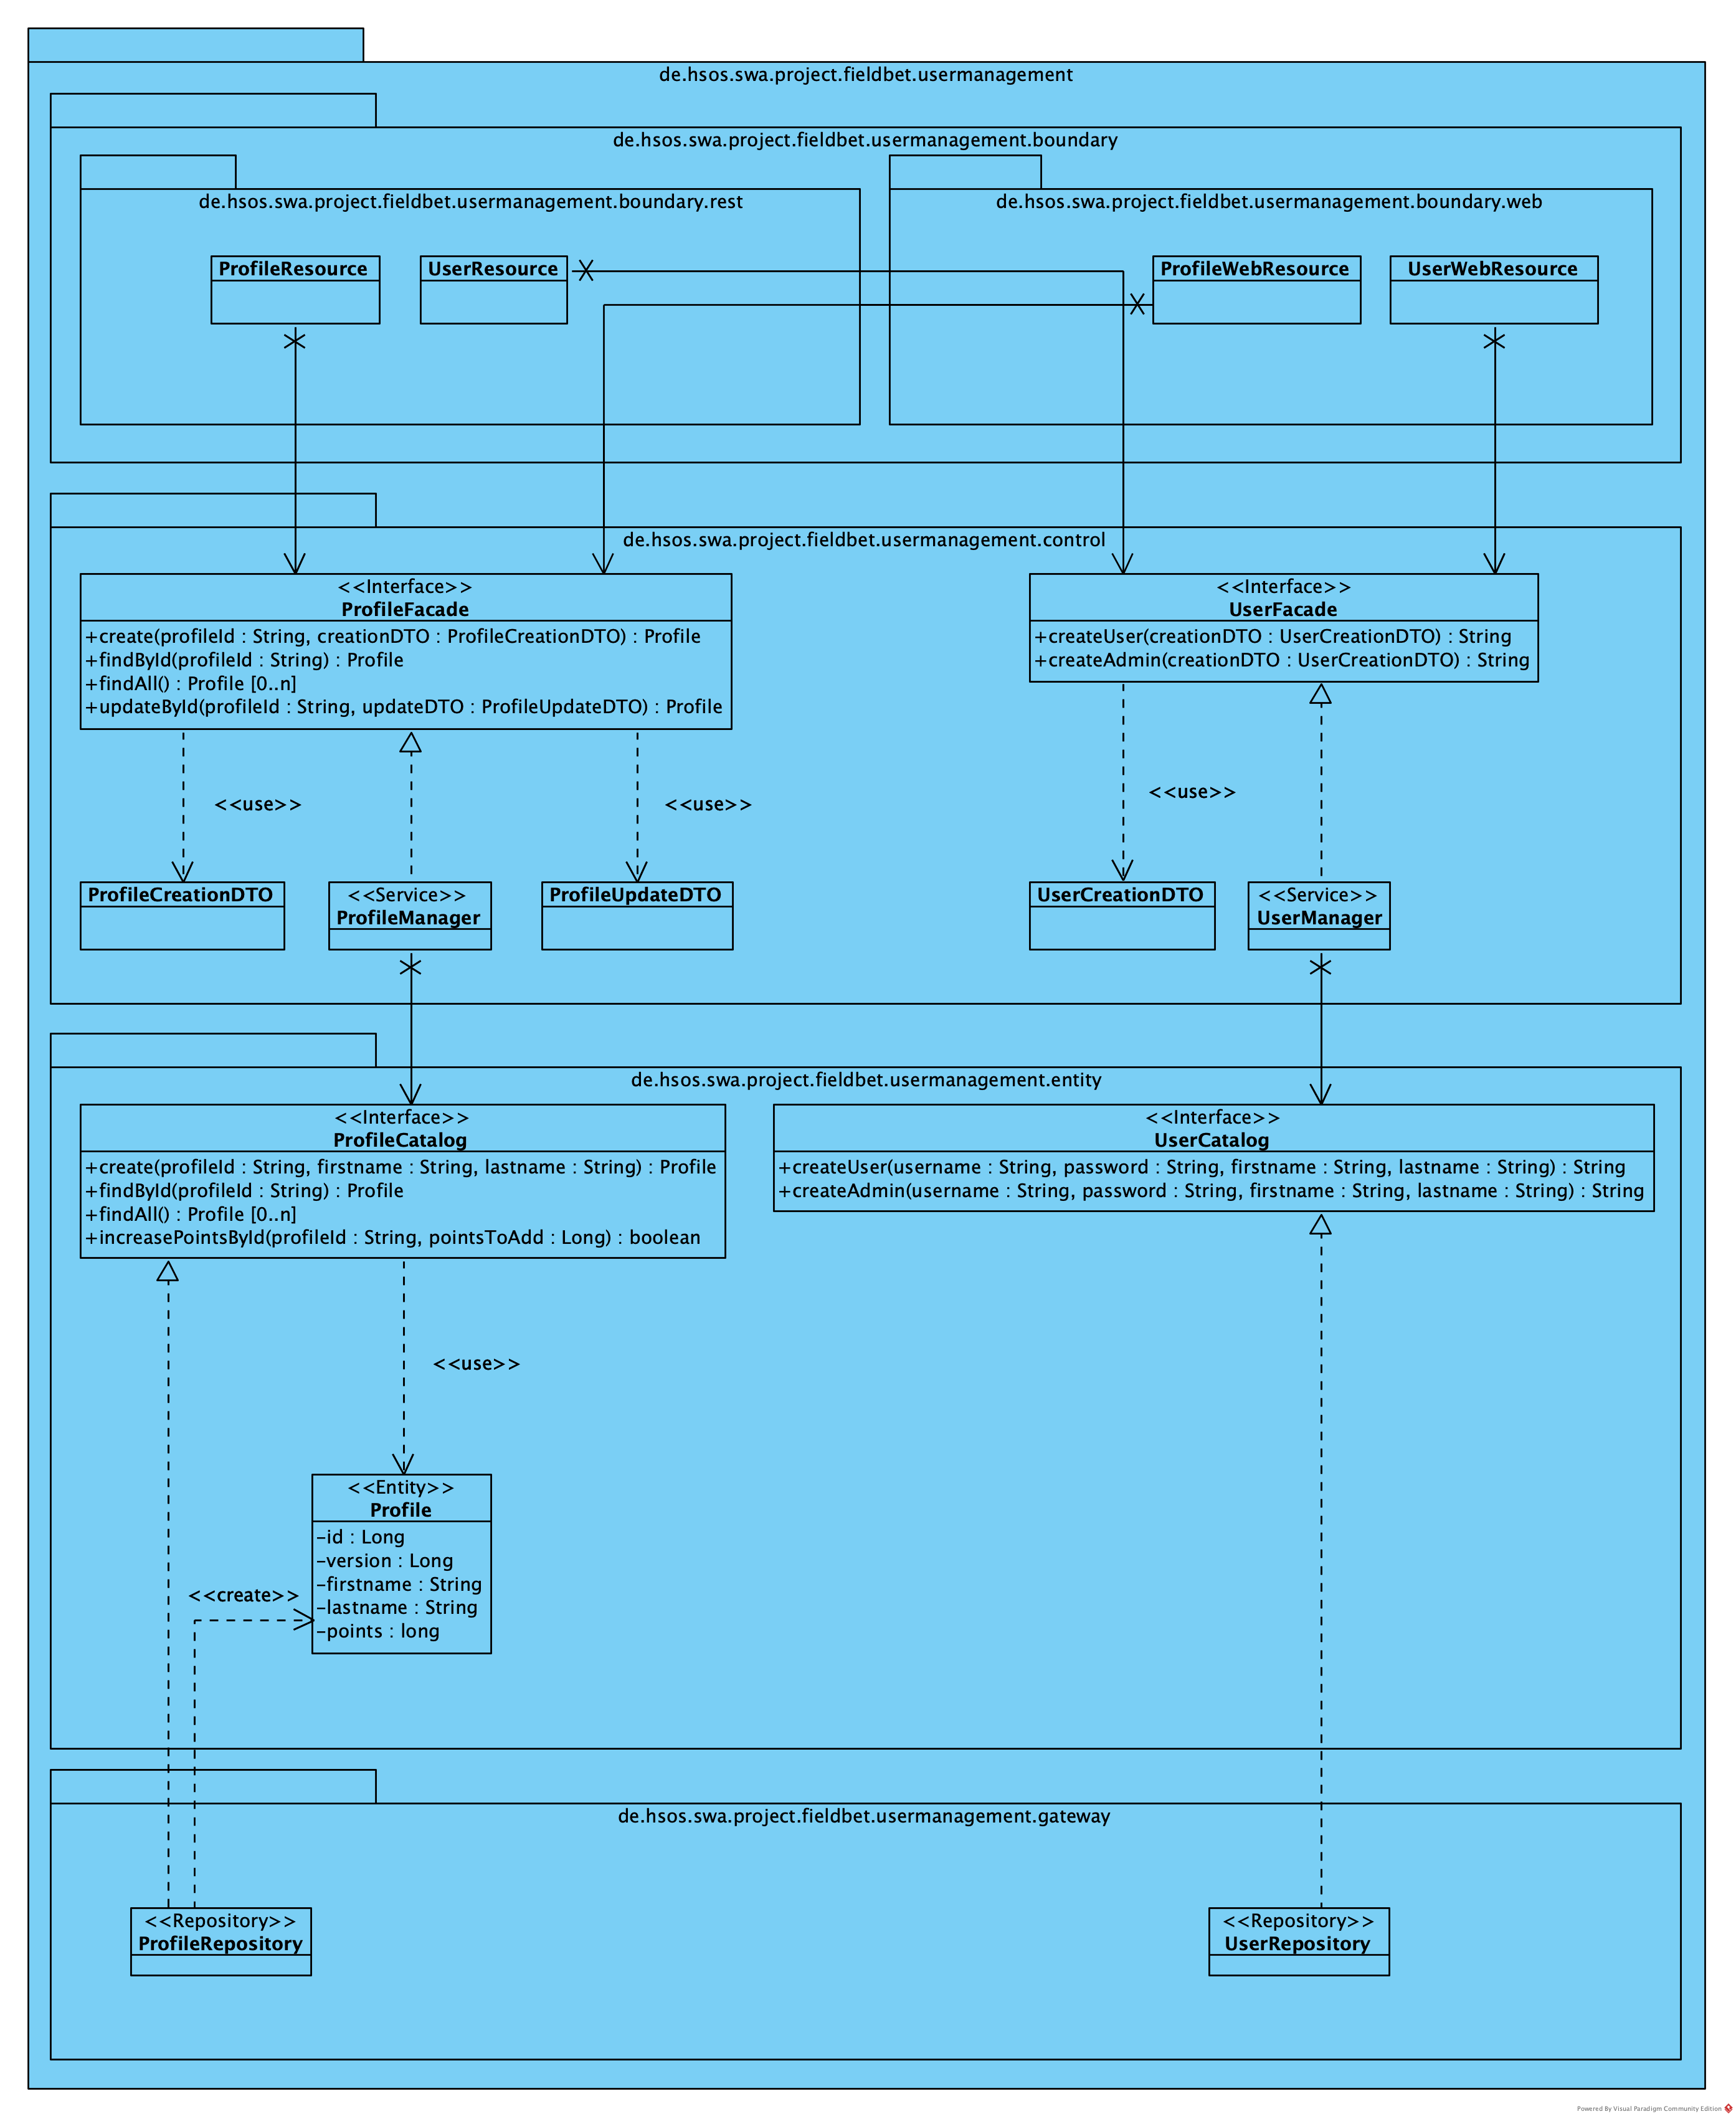 de.hsos.swa.project.fieldbet.usermanagement
de.hsos.swa.project.fieldbet.usermanagement.boundary
de.hsos.swa.project.fieldbet.usermanagement.boundary.rest
de.hsos.swa.project.fieldbet.usermanagement.boundary.web
ProfileResource
UserResource
ProfileWebResource
UserWebResource
de.hsos.swa.project.fieldbet.usermanagement.control
<<Interface>>
ProfileFacade
+create(profileId : String, creationDTO : ProfileCreationDTO) : Profile
+findById(profileId : String) : Profile
+findAll() : Profile [0..n]
+updateById(profileId : String, updateDTO : ProfileUpdateDTO) : Profile
<<Interface>>
UserFacade
+createUser(creationDTO : UserCreationDTO) : String
+createAdmin(creationDTO : UserCreationDTO) : String
<<use>>
<<use>>
<<use>>
ProfileCreationDTO
<<Service>>
ProfileManager
ProfileUpdateDTO
UserCreationDTO
<<Service>>
UserManager
de.hsos.swa.project.fieldbet.usermanagement.entity
<<Interface>>
ProfileCatalog
+create(profileId : String, firstname : String, lastname : String) : Profile
+findById(profileId : String) : Profile
+findAll() : Profile [0..n]
+increasePointsById(profileId : String, pointsToAdd : Long) : boolean
<<Interface>>
UserCatalog
+createUser(username : String, password : String, firstname : String, lastname : String) : String
+createAdmin(username : String, password : String, firstname : String, lastname : String) : String
<<use>>
<<Entity>>
Profile
-id : Long
-version : Long
-firstname : String
-lastname : String
-points : long
<<create>>
de.hsos.swa.project.fieldbet.usermanagement.gateway
<<Repository>>
ProfileRepository
<<Repository>>
UserRepository
Powered By Visual Paradigm Community Edition